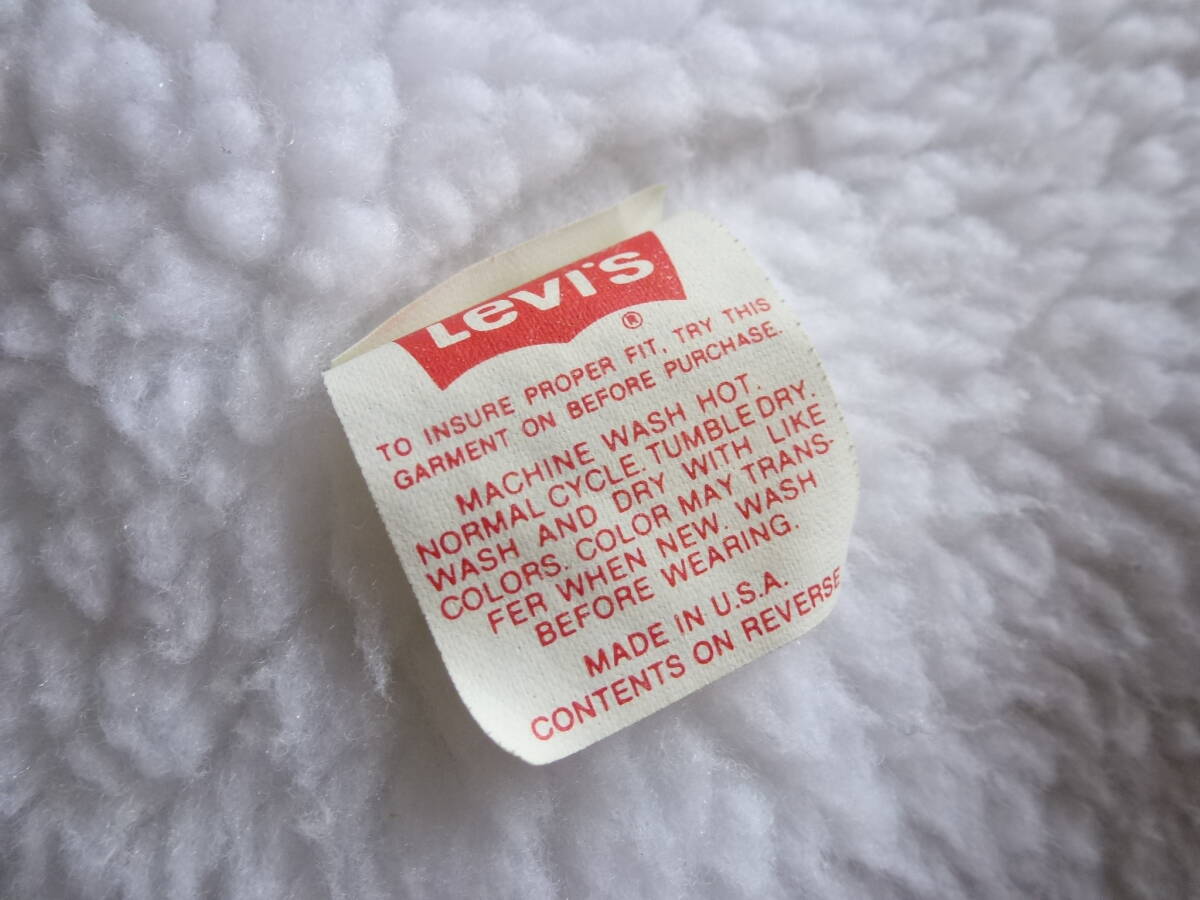 Levi's
®
TO INSURE PROPER FIT, TRY THIS
GARMENT ON BEFORE PURCHASE.
MACHINE WASH HOT.
NORMAL CYCLE. TUMBLE DRY.
WASH AND DRY WITH LIKE
COLORS. COLOR MAY TRANS-
FER WHEN NEW. WASH
BEFORE WEARING.
MADE IN U.S.A.
CONTENTS ON REVERSE